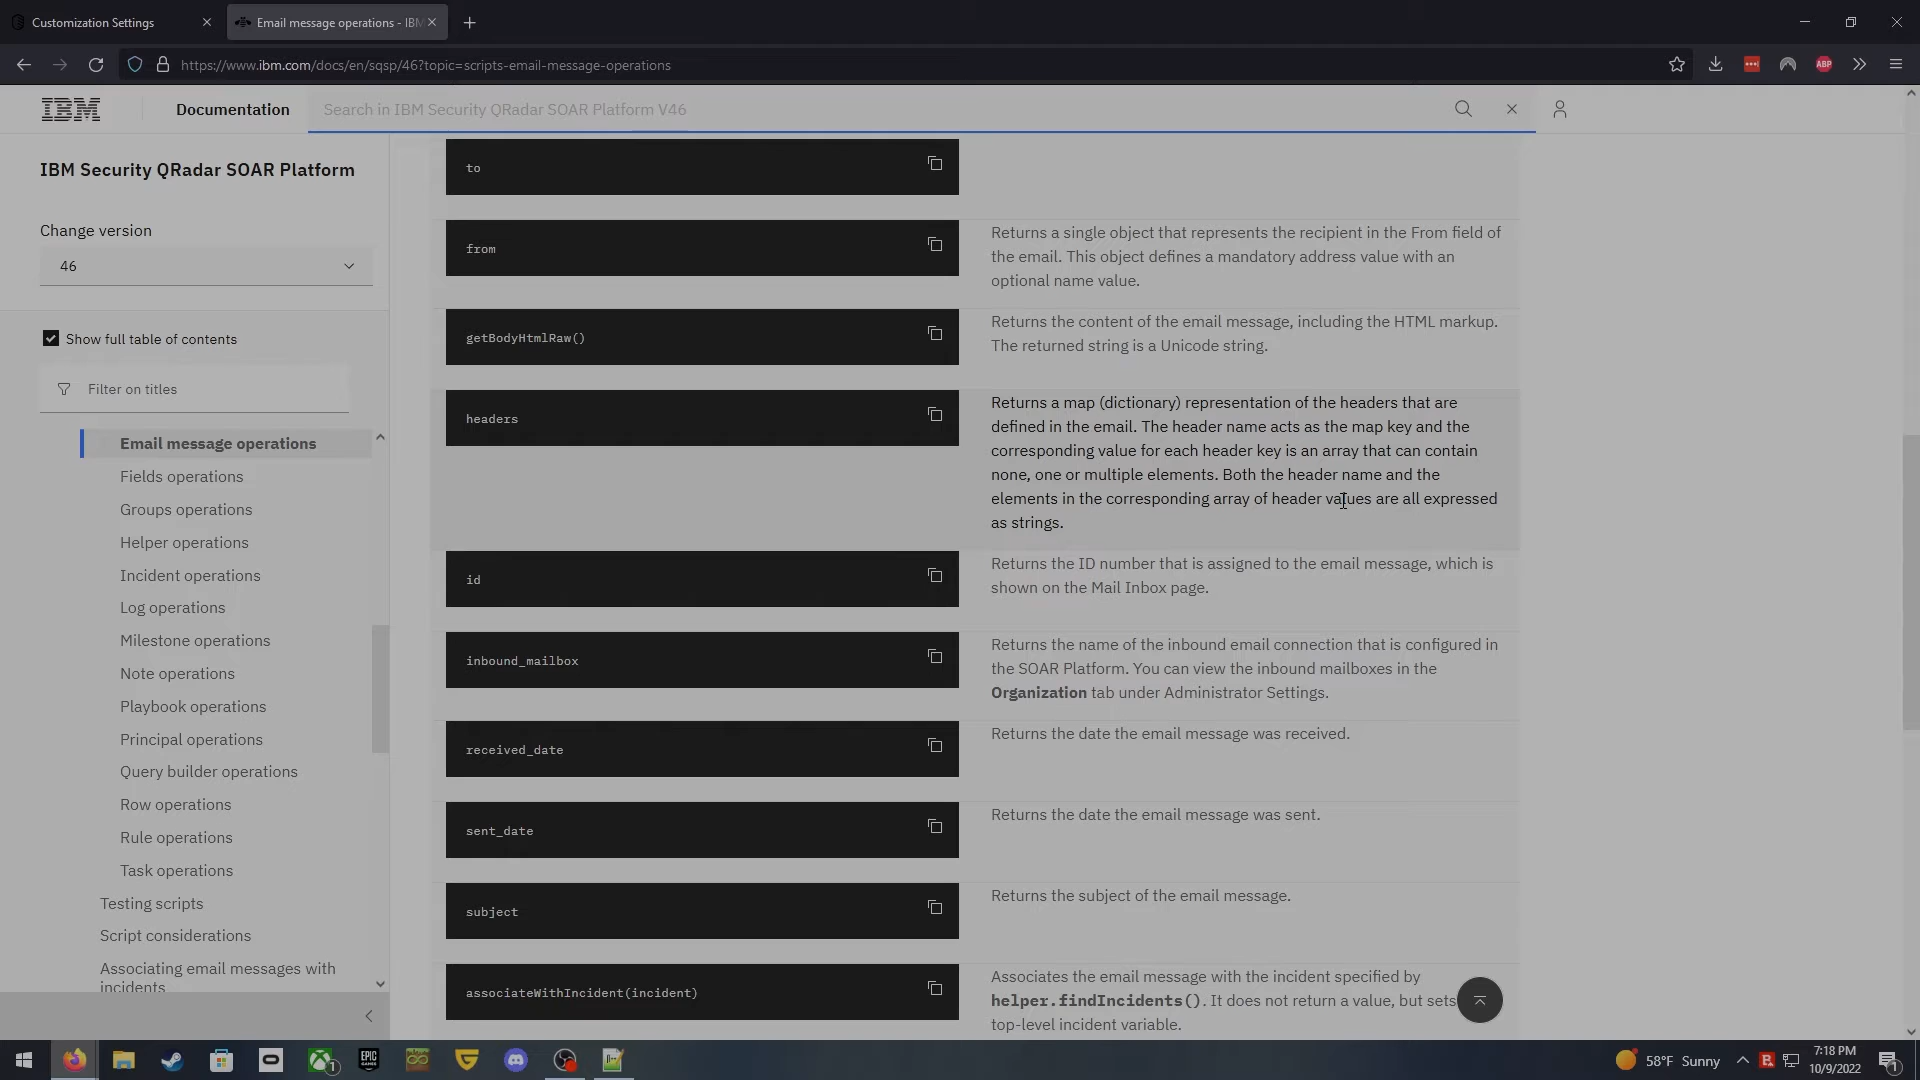 Customization Settings
Email message operations - IBM
https://www.ibm.com/docs/en/sqsp/46?topic=scripts-email-message-operations
ABP
IBM
Documentation
Search in IBM Security QRadar SOAR Platform V46
IBM Security QRadar SOAR Platform
Change version
46
Show full table of contents
Filter on titles
Email message operations
Fields operations
Groups operations
Helper operations
Incident operations
Log operations
Milestone operations
Note operations
Playbook operations
Principal operations
Query builder operations
Row operations
Rule operations
Task operations
Testing scripts
Script considerations
Associating email messages with
incidents
to
from
Returns a single object that represents the recipient in the From field of
the email. This object defines a mandatory address value with an
optional name value.
getBodyHtmlRaw()
Returns the content of the email message, including the HTML markup.
The returned string is a Unicode string.
headers
Returns a map (dictionary) representation of the headers that are
defined in the email. The header name acts as the map key and the
corresponding value for each header key is an array that can contain
none, one or multiple elements. Both the header name and the
elements in the corresponding array of header values are all expressed
as strings.
id
Returns the ID number that is assigned to the email message, which is
shown on the Mail Inbox page.
inbound_mailbox
Returns the name of the inbound email connection that is configured in
the SOAR Platform. You can view the inbound mailboxes in the
Organization tab under Administrator Settings.
received_date
Returns the date the email message was received.
sent_date
Returns the date the email message was sent.
subject
Returns the subject of the email message.
associateWithIncident(incident)
Associates the email message with the incident specified by
helper.findIncidents(). It does not return a value, but sets
top-level incident variable.
EPIC
58°F Sunny
7:18 PM
10/9/2022